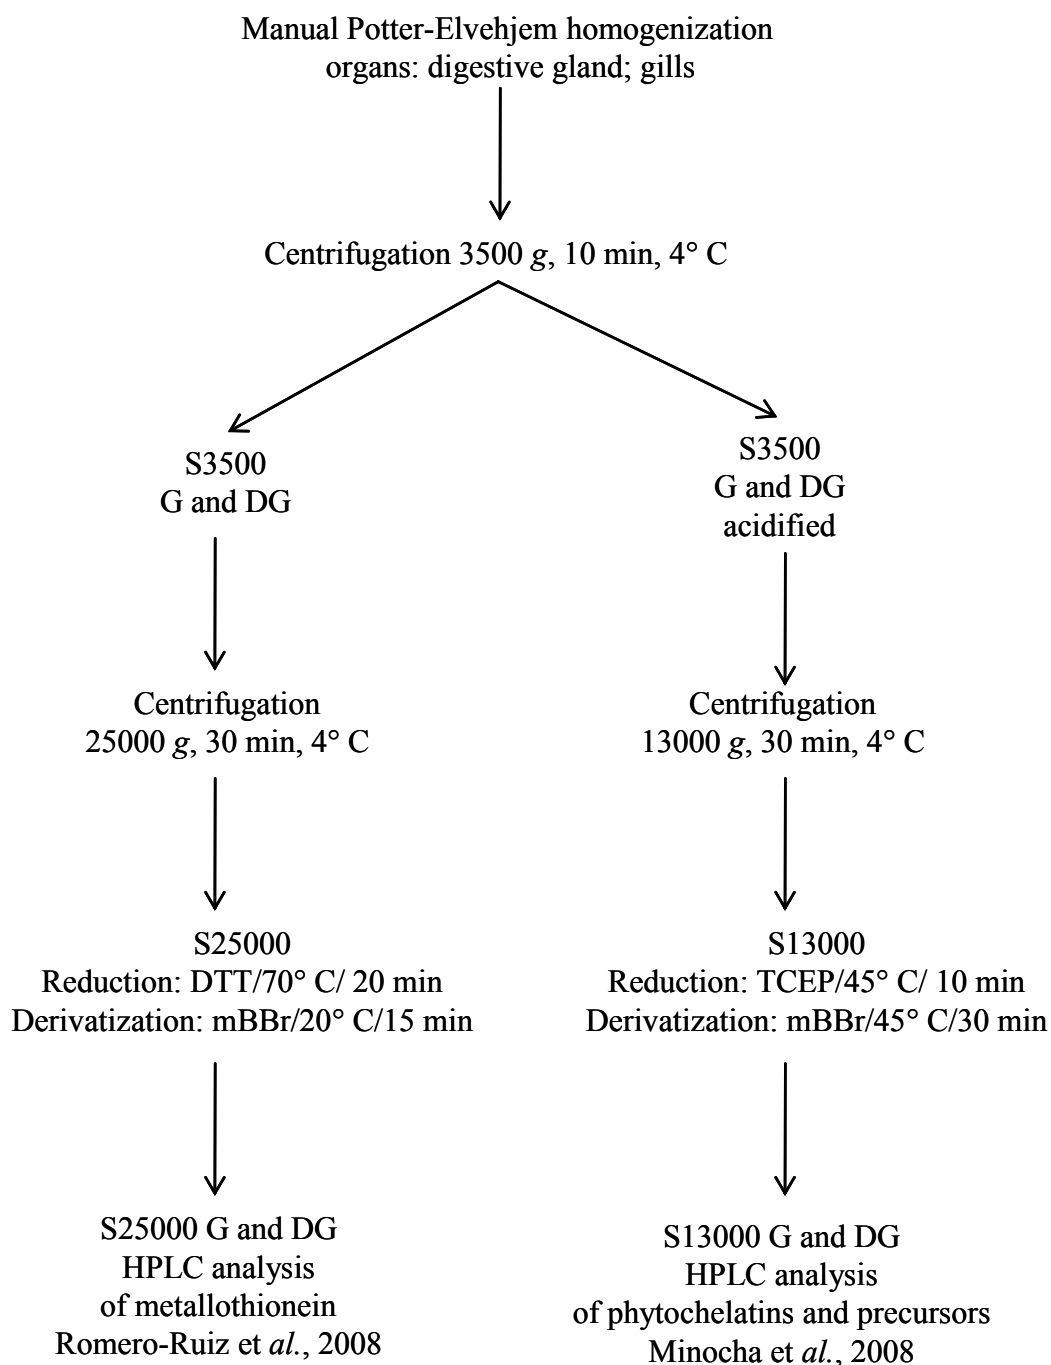 Manual Potter-Elvehjem homogenization
organs: digestive gland; gills
Centrifugation 3500 g, 10 min, 4° C
S3500
G and DG
S3500
G and DG
acidified
Centrifugation
25000 g, 30 min, 4° C
Centrifugation
13000 g, 30 min, 4° C
S25000
Reduction: DTT/70° C/ 20 min
Derivatization: mBBr/20° C/15 min
S13000
Reduction: TCEP/45° C/ 10 min
Derivatization: mBBr/45° C/30 min
S25000 G and DG
HPLC analysis
of metallothionein
Romero-Ruiz et al., 2008
S13000 G and DG
HPLC analysis
of phytochelatins and precursors
Minocha et al., 2008